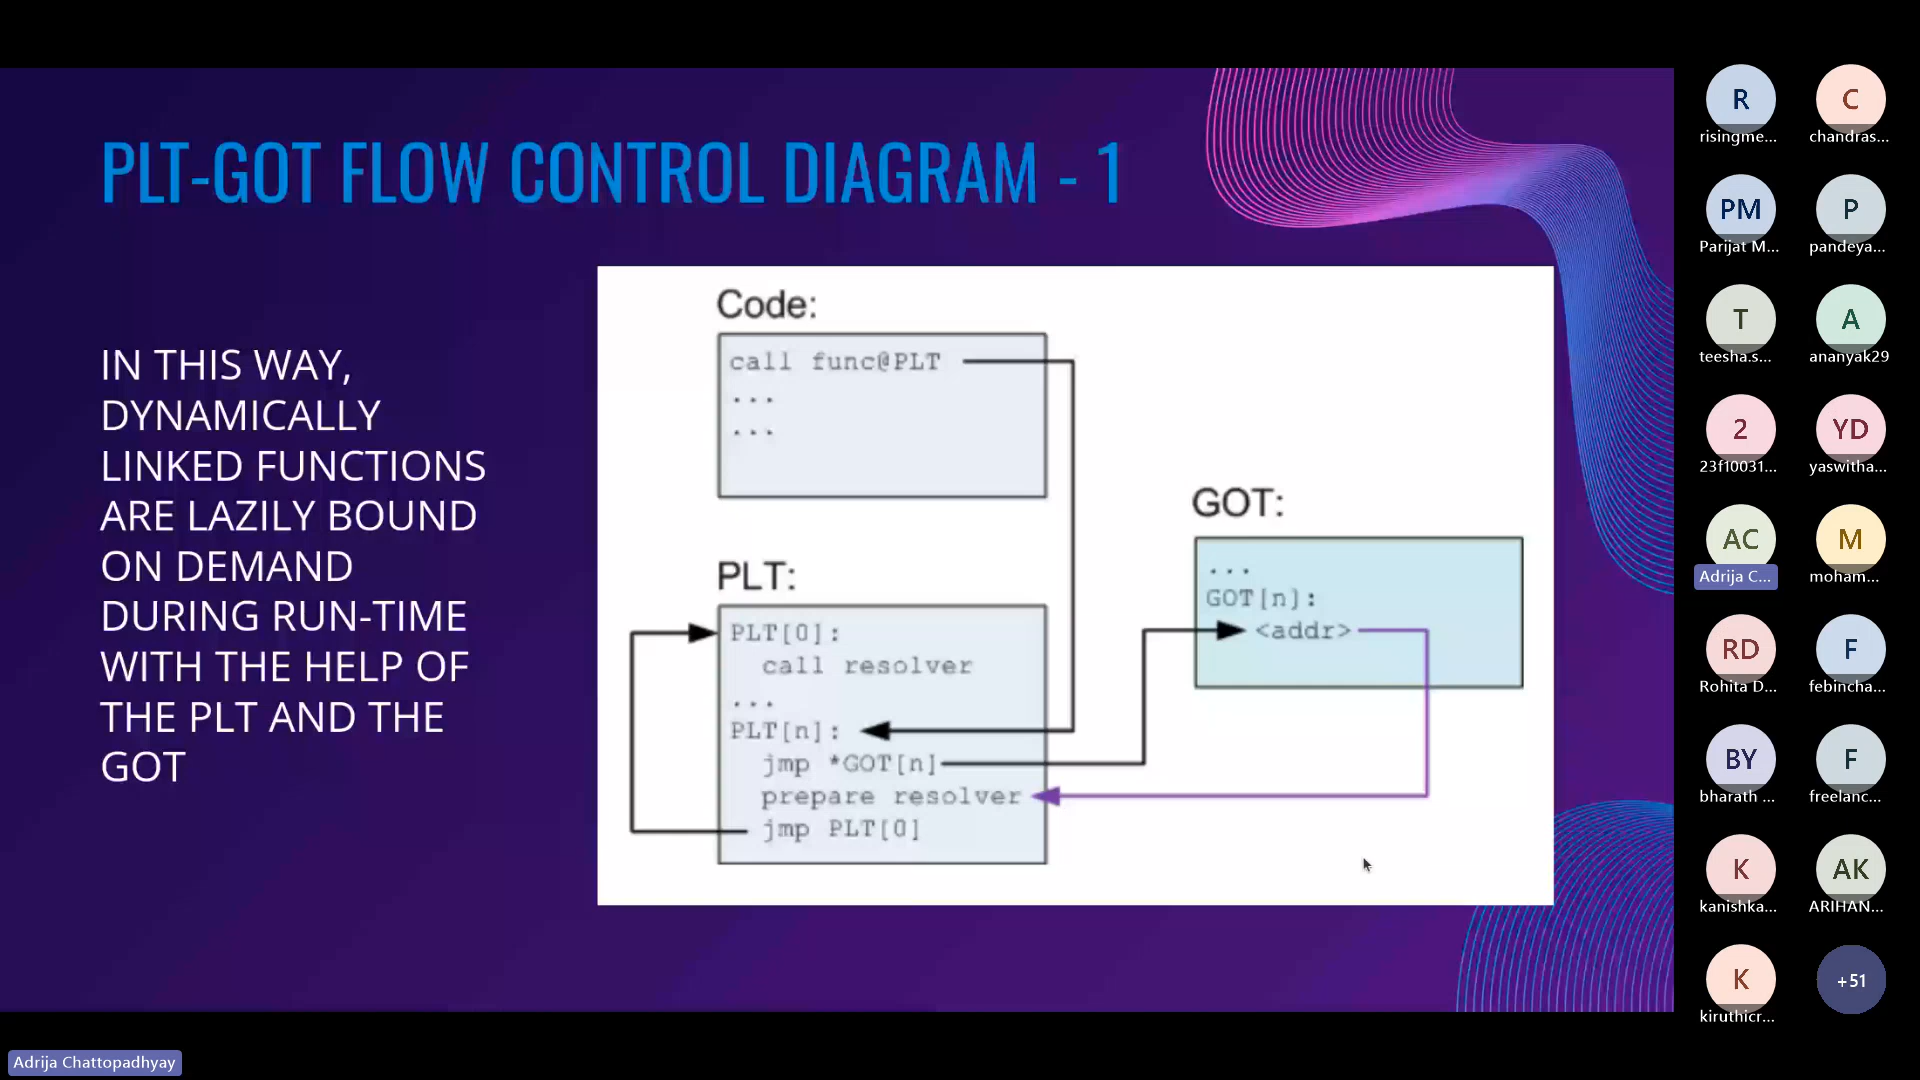 PLT-GOT FLOW CONTROL DIAGRAM - 1
IN THIS WAY,
DYNAMICALLY
LINKED FUNCTIONS
ARE LAZILY BOUND
ON DEMAND
DURING RUN-TIME
WITH THE HELP OF
THE PLT AND THE
GOT
Code:
call func@PLT
...
...
PLT:
PLT[0]:
call resolver
...
PLT[n]:
jmp *GOT[n]
prepare resolver
jmp PLT[0]
GOT:
...
GOT[n]:
<addr>
R
risingme...
C
chandras...
PM
Parijat M...
P
pandeya...
T
teesha.s...
A
ananyak29
2
23f10031...
YD
yaswitha...
AC
Adrija C...
M
moham...
RD
Rohita D...
F
febincha...
BY
bharath ...
F
freelanc...
K
kanishka...
AK
ARIHAN...
K
kiruthicr...
+51
Adrija Chattopadhyay